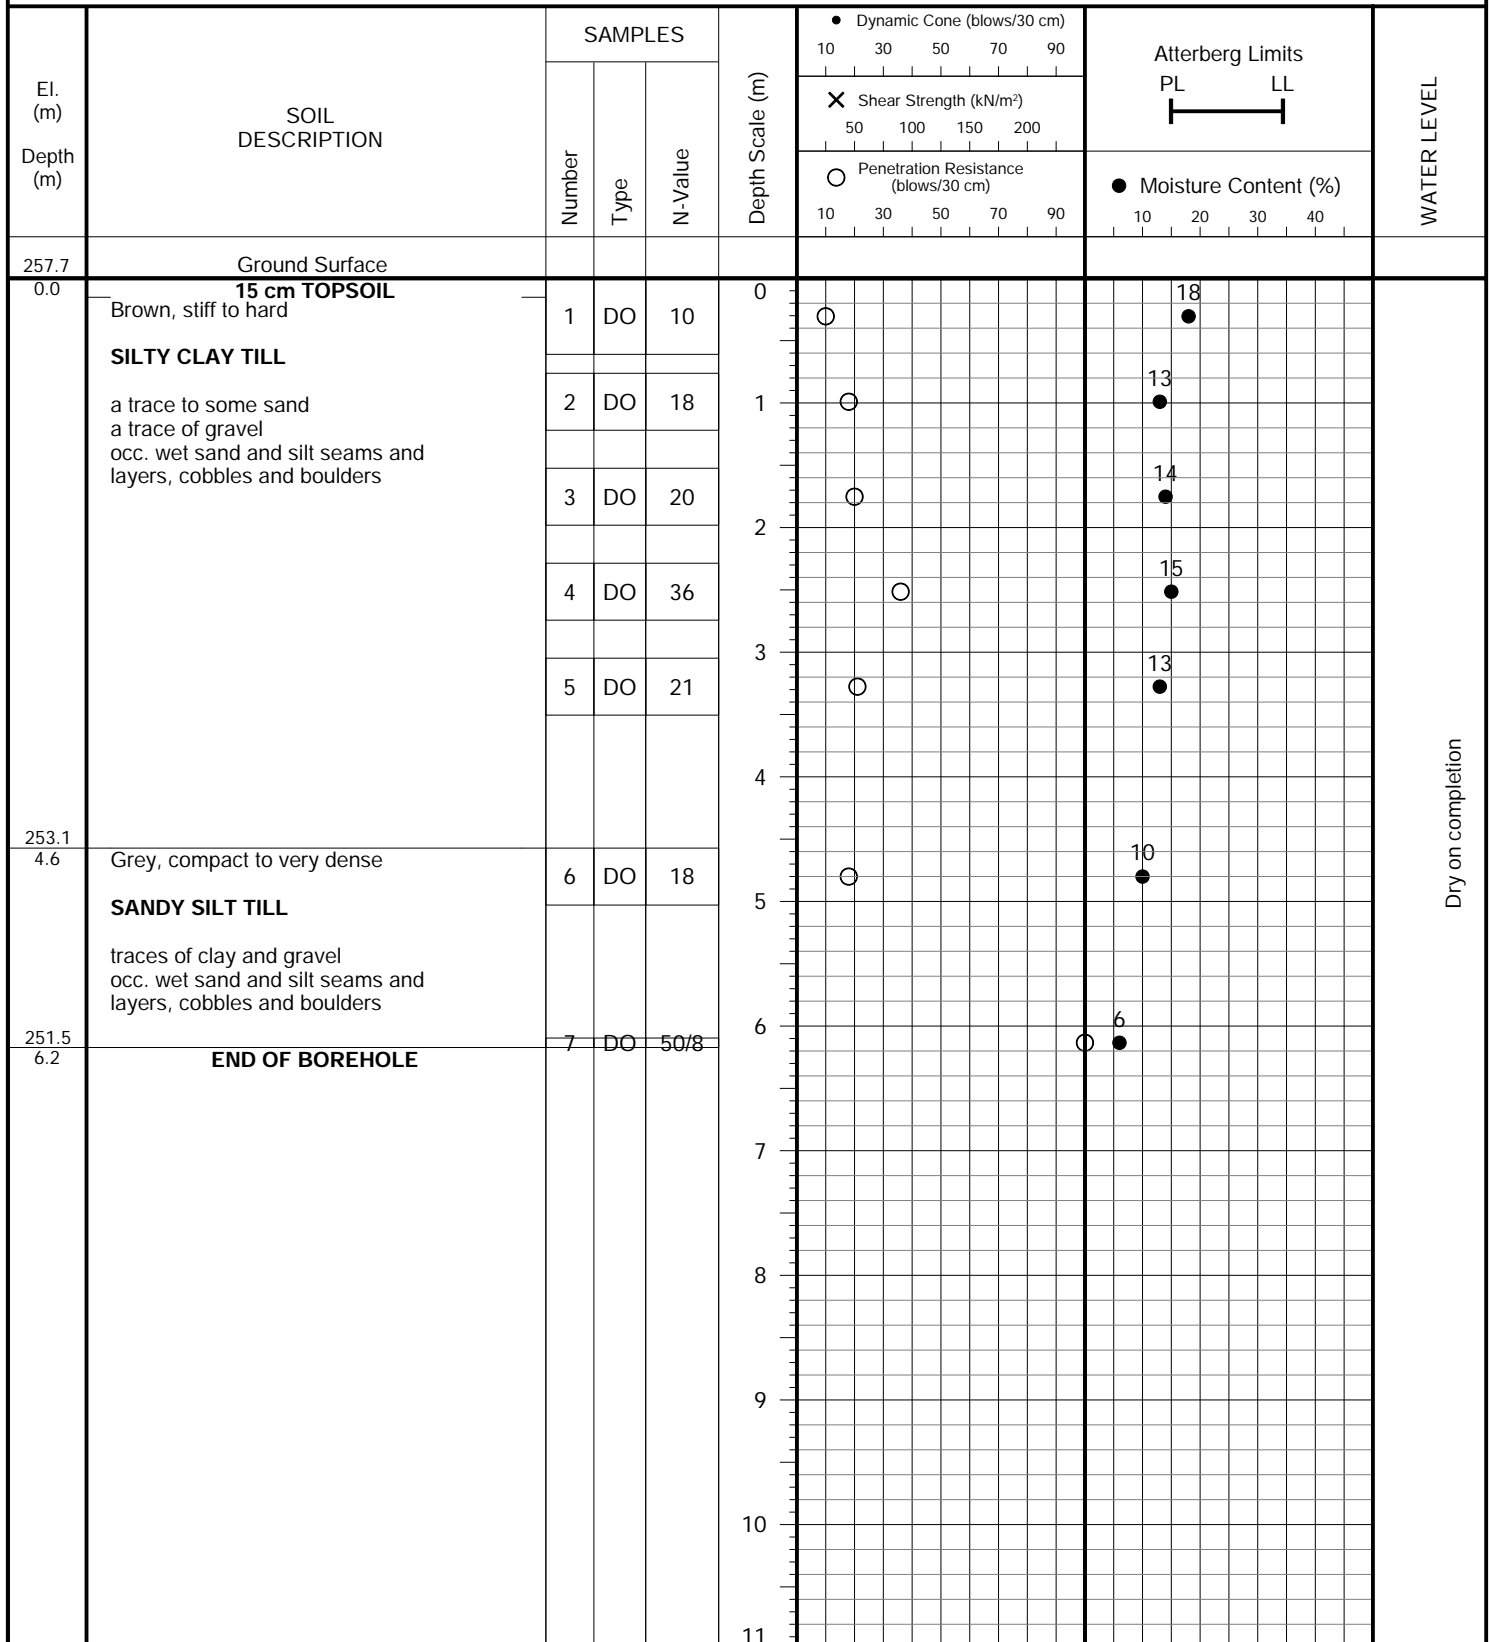 El.
(m)
Depth
(m)
SOIL
DESCRIPTION
SAMPLES
Number
Type
N-Value
Depth Scale (m)
Dynamic Cone (blows/30 cm)
10 30 50 70 90
Shear Strength (kN/m²)
50 100 150 200
Penetration Resistance
(blows/30 cm)
10 30 50 70 90
Atterberg Limits
PL LL
Moisture Content (%)
10 20 30 40
WATER LEVEL
257.7 Ground Surface
0.0 15 cm TOPSOIL 0
Brown, stiff to hard
1 DO 10 18
SILTY CLAY TILL
a trace to some sand
2 DO 18 1 13
a trace of gravel
occ. wet sand and silt seams and
layers, cobbles and boulders
3 DO 20 14
2
4 DO 36 15
3
5 DO 21 13
4
253.1
4.6 Grey, compact to very dense
6 DO 18 10
5
SANDY SILT TILL
traces of clay and gravel
occ. wet sand and silt seams and
layers, cobbles and boulders
6
251.5
7 DO 50/8 6
6.2 END OF BOREHOLE
7
8
9
10
11
Dry on completion